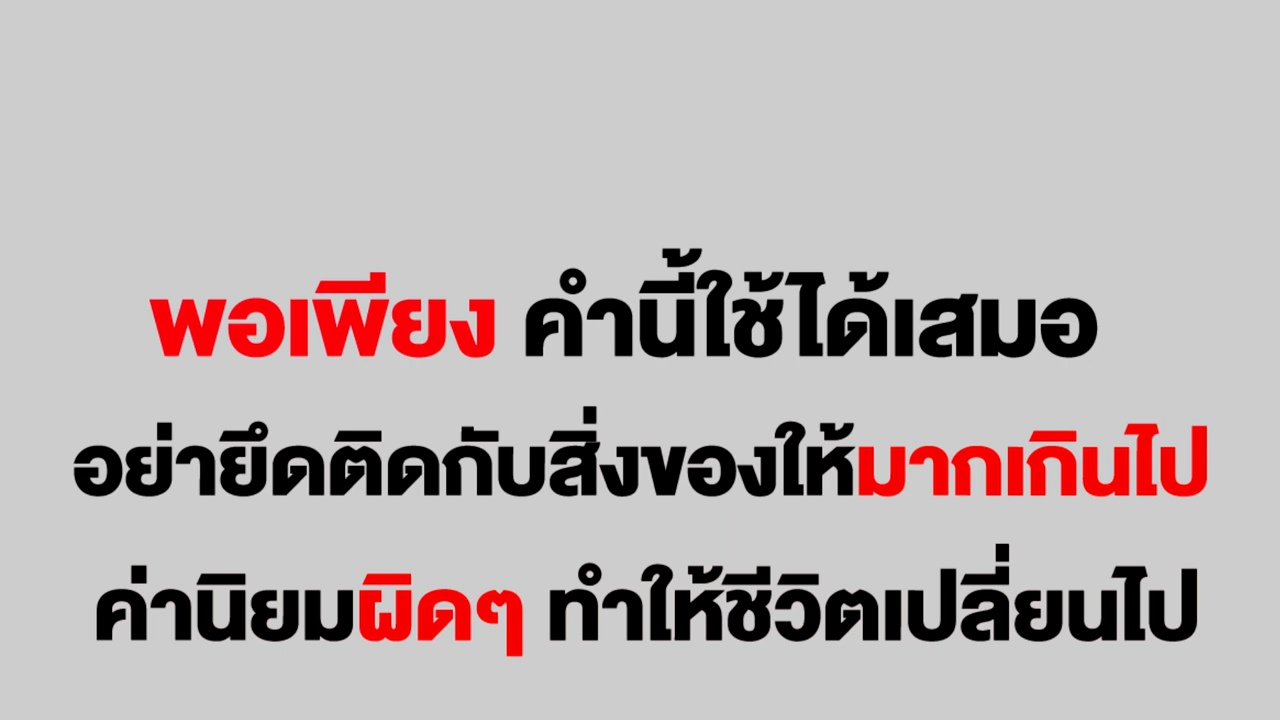 พอเพียง คำนี้ใช้ได้เสมอ
อย่ายึดติดกับสิ่งของให้มากเกินไป
ค่านิยมผิดๆ ทำให้ชีวิตเปลี่ยนไป